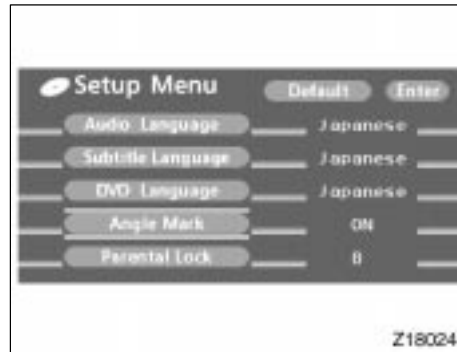 Setup Menu Default Enter
Audio Language Japanese
Subtitle Language Japanese
DVD Language Japanese
Angle Mark ON
Parental Lock 8
Z18024